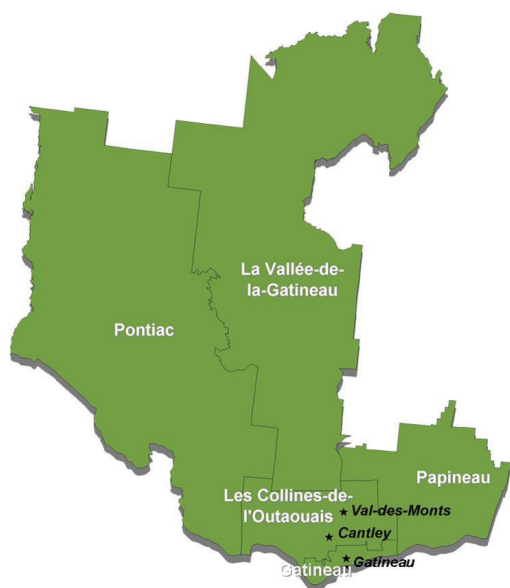 La Vallée-de-
la-Gatineau
Pontiac
Papineau
Les Collines-de-
l'Outaouais
Val-des-Monts
Cantley
Gatineau
Gatineau